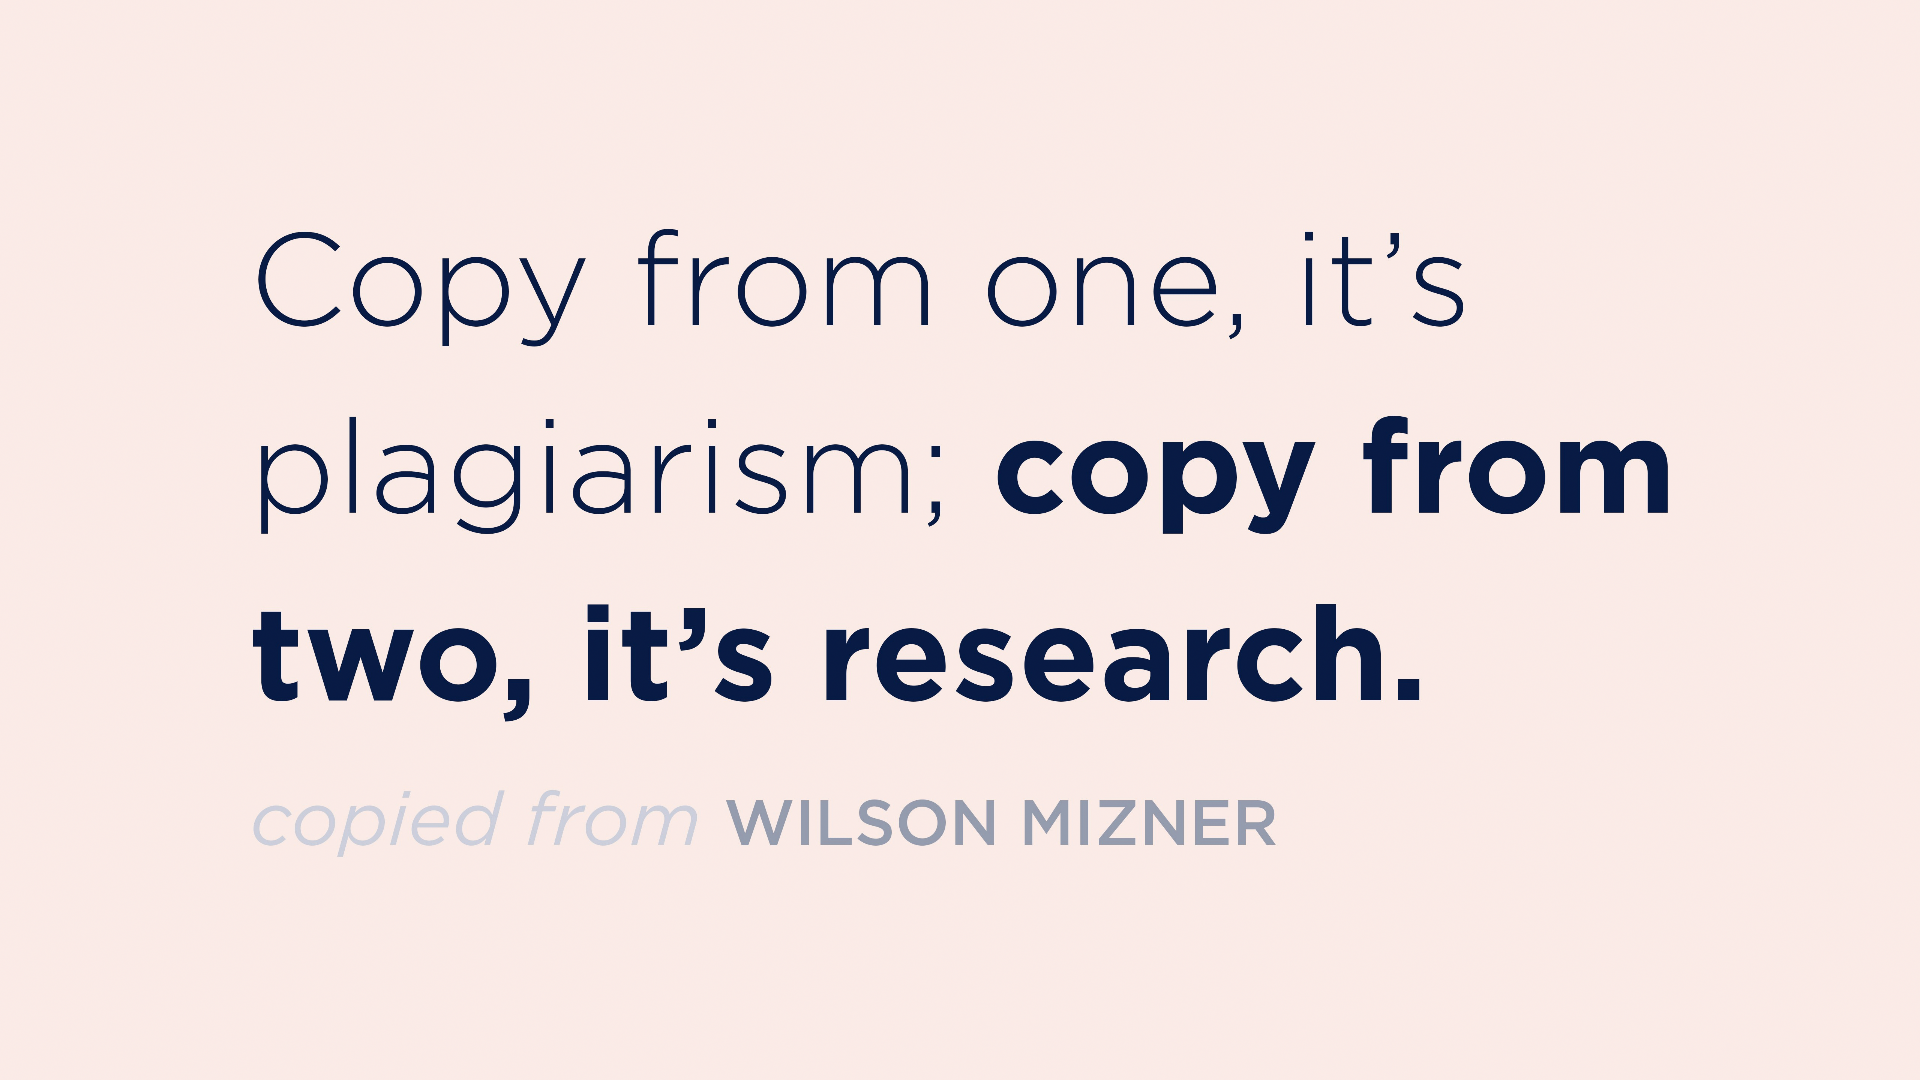 Copy from one, it’s
plagiarism; copy from
two, it’s research.
copied from WILSON MIZNER